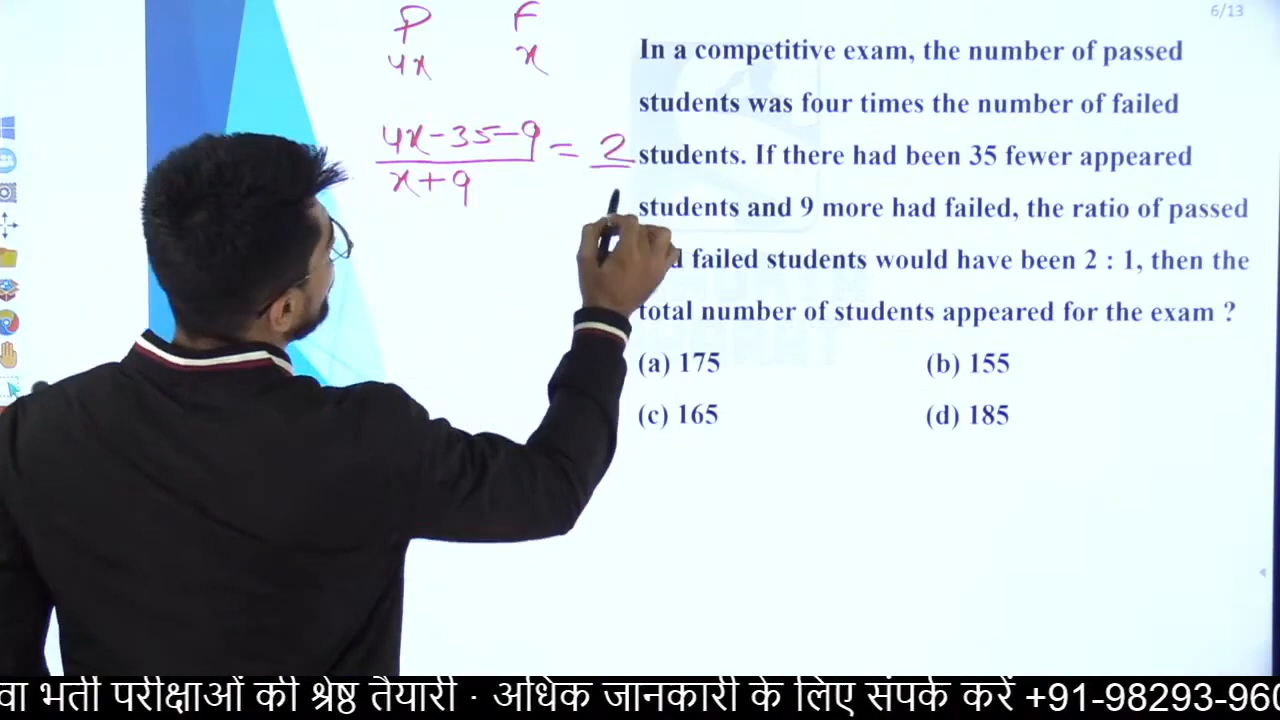 6/13
P F
4x x
4x-35-9 = 2
x+9
In a competitive exam, the number of passed
students was four times the number of failed
students. If there had been 35 fewer appeared
students and 9 more had failed, the ratio of passed
failed students would have been 2 : 1, then the
total number of students appeared for the exam ?
(a) 175 (b) 155
(c) 165 (d) 185
वा भर्ती परीक्षाओं की श्रेष्ठ तैयारी · अधिक जानकारी के लिए संपर्क करें +91-98293-960